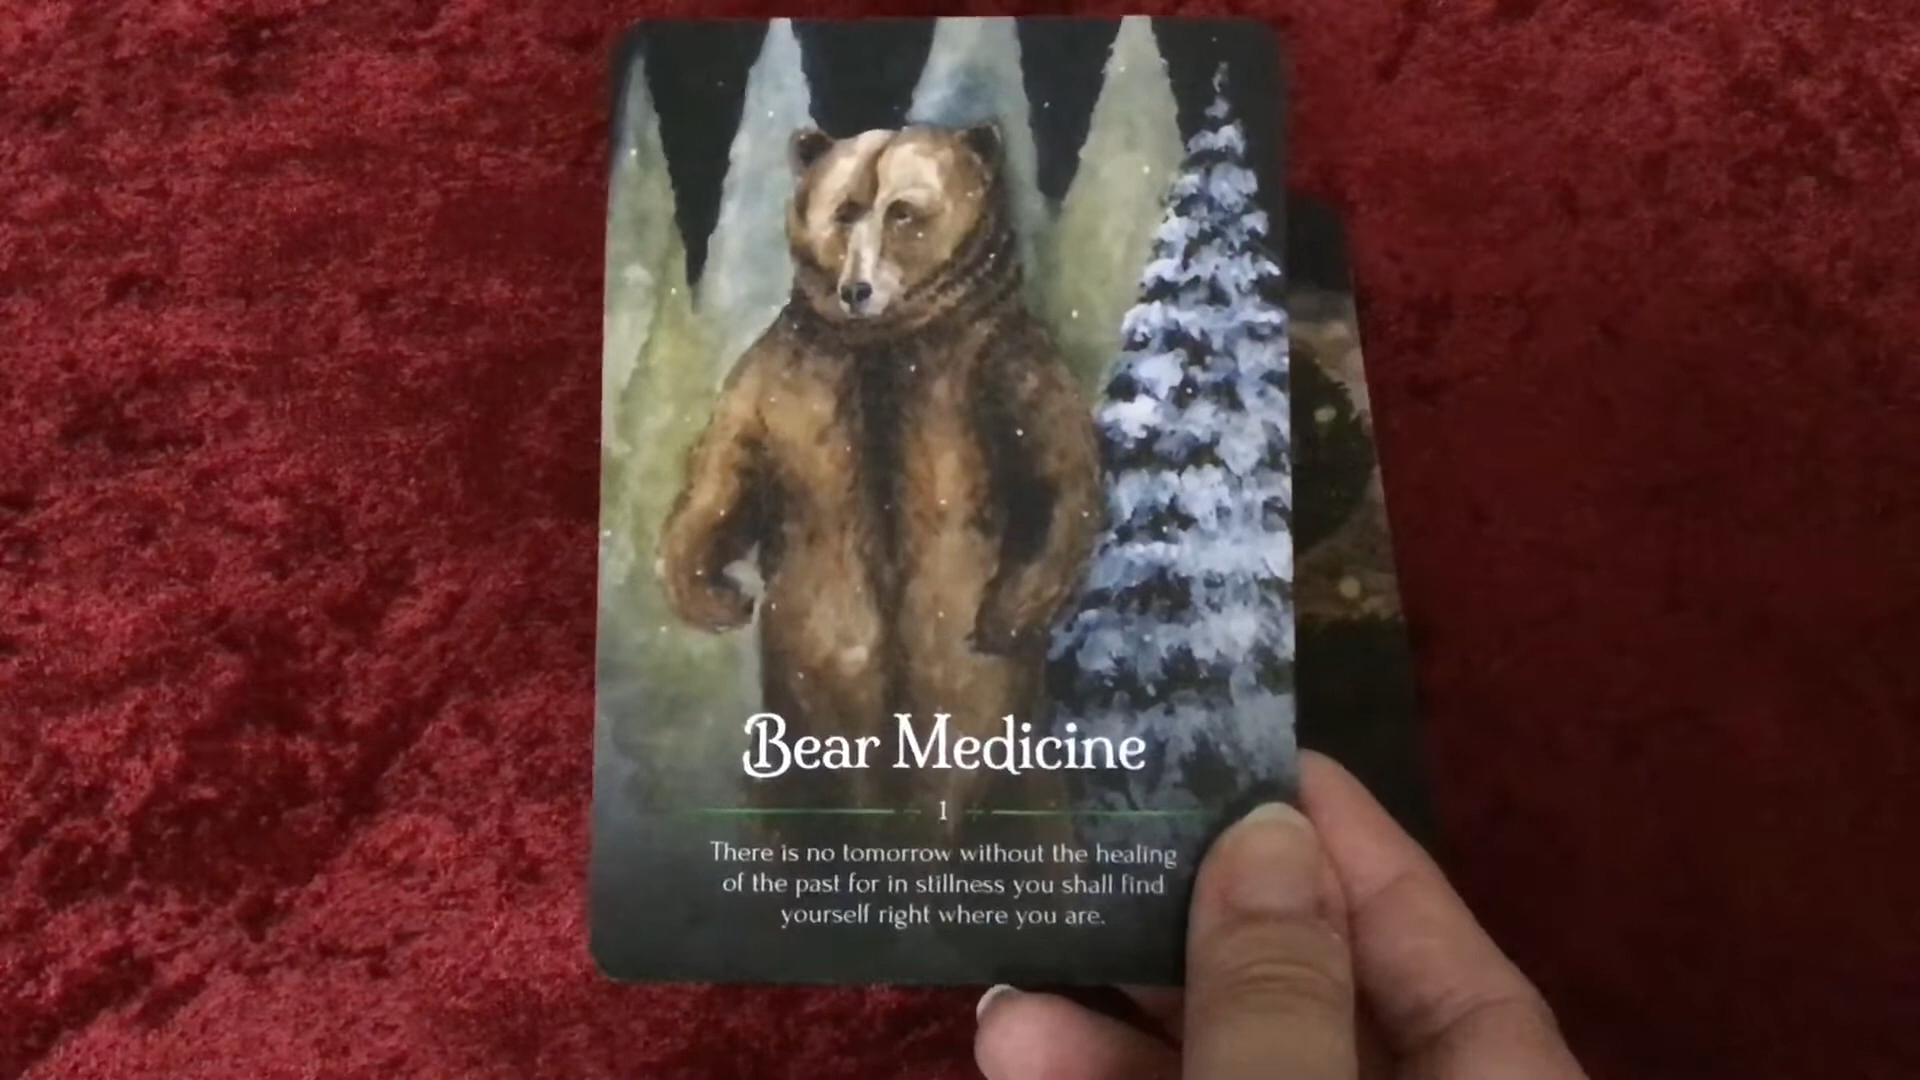 Bear Medicine
1
There is no tomorrow without the healing
of the past for in stillness you shall find
yourself right where you are.